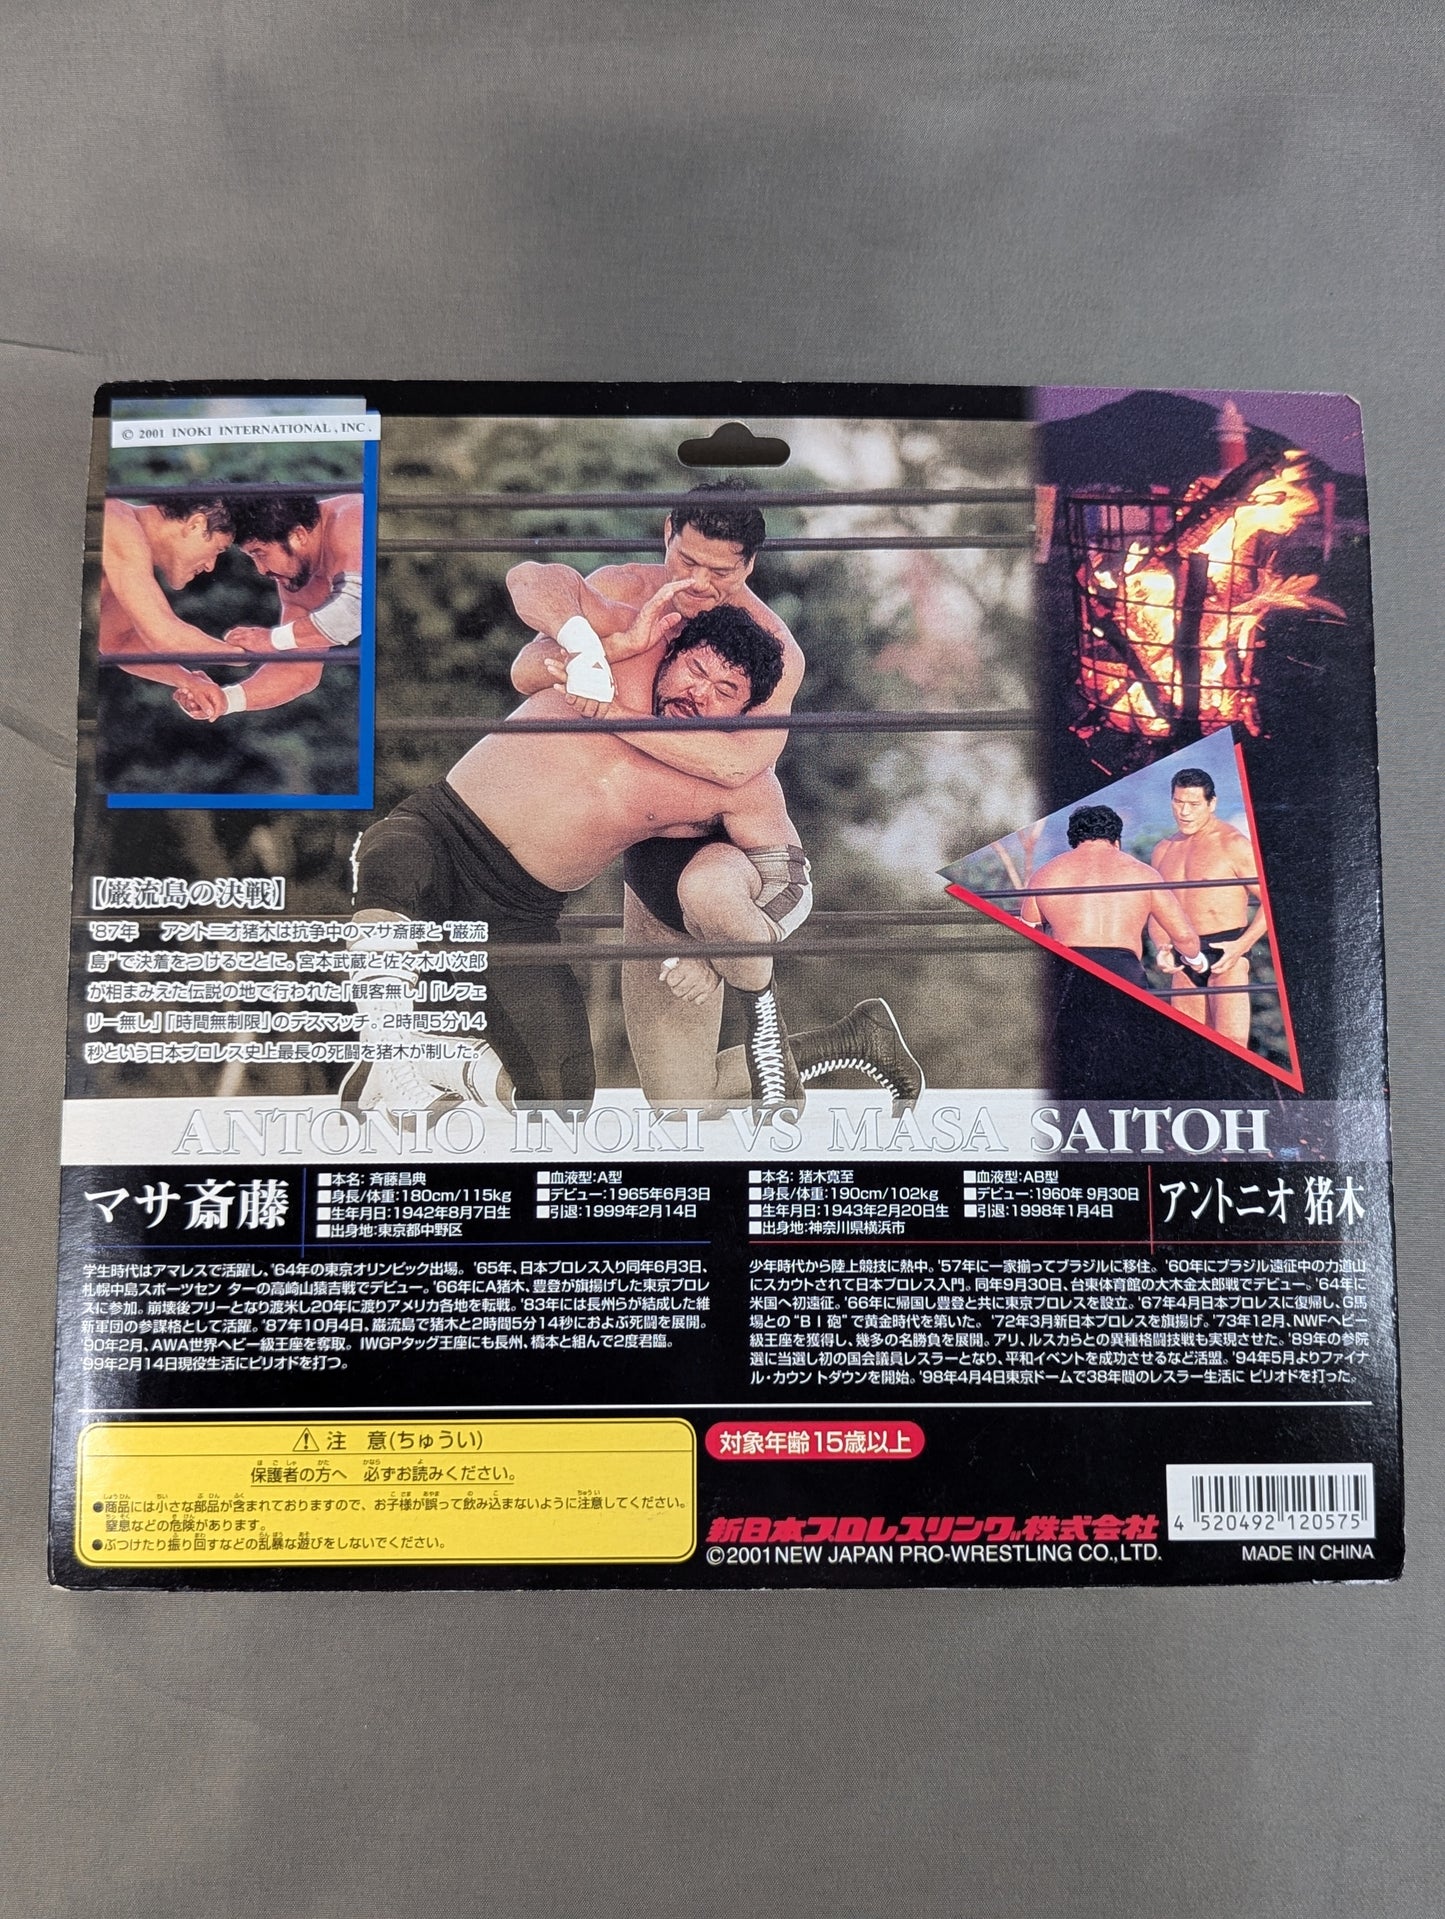 © 2001 INOKI INTERNATIONAL, INC.
【巌流島の決戦】
'87年 アントニオ猪木は抗争中のマサ斎藤と“巌流
島”で決着をつけることに。宮本武蔵と佐々木小次郎
が相まみえた伝説の地で行われた「観客無し」「レフェ
リー無し」「時間無制限」のデスマッチ。2時間5分14
秒という日本プロレス史上最長の死闘を猪木が制した。
ANTONIO INOKI VS MASA SAITOH
マサ斎藤
■本名：斉藤昌典
■身長/体重：180cm/115kg
■生年月日：1942年8月7日生
■出身地：東京都中野区
■血液型：A型
■デビュー：1965年6月3日
■引退：1999年2月14日
学生時代はアマレスで活躍し、'64年の東京オリンピック出場。'65年、日本プロレス入り同年6月3日、
札幌中島スポーツセン ターの高崎山猿吉戦でデビュー。'66年にA猪木、豊登が旗揚げした東京プロレ
スに参加。崩壊後フリーとなり渡米し20年に渡りアメリカ各地を転戦。'83年には長州らが結成した維
新軍団の参謀格として活躍。'87年10月4日、巌流島で猪木と2時間5分14秒におよぶ死闘を展開。
'90年2月、AWA世界ヘビー級王座を奪取。IWGPタッグ王座にも長州、橋本と組んで2度君臨。
'99年2月14日現役生活にピリオドを打つ。
■本名：猪木寛至
■身長/体重：190cm/102kg
■生年月日：1943年2月20日生
■出身地：神奈川県横浜市
■血液型：AB型
■デビュー：1960年 9月30日
■引退：1998年1月4日
アントニオ 猪木
少年時代から陸上競技に熱中。'57年に一家揃ってブラジルに移住。'60年にブラジル遠征中の力道山
にスカウトされて日本プロレス入門。同年9月30日、台東体育館の大木金太郎戦でデビュー。'64年に
米国へ初遠征。'66年に帰国し豊登と共に東京プロレスを設立。'67年4月日本プロレスに復帰し、G馬
場との “BI砲” で黄金時代を築いた。'72年3月新日本プロレスを旗揚げ。'73年12月、NWFヘビー
級王座を獲得し、幾多の名勝負を展開。アリ、ルスカらとの異種格闘技戦も実現させた。'89年の参院
選に当選し初の国会議員レスラーとなり、平和イベントを成功させるなど活盟。'94年5月よりファイナ
ル・カウン トダウンを開始。'98年4月4日東京ドームで38年間のレスラー生活に ピリオドを打った。
⚠注 意(ちゅうい)
保護者の方へ 必ずお読みください。
●商品には小さな部品が含まれておりますので、お子様が誤って飲み込まないように注意してください。
窒息などの危険があります。
●ぶつけたり振り回すなどの乱暴な遊びをしないでください。
対象年齢15歳以上
新日本プロレスリング株式会社
©2001 NEW JAPAN PRO-WRESTLING CO.,LTD.
4 520492 120575
MADE IN CHINA